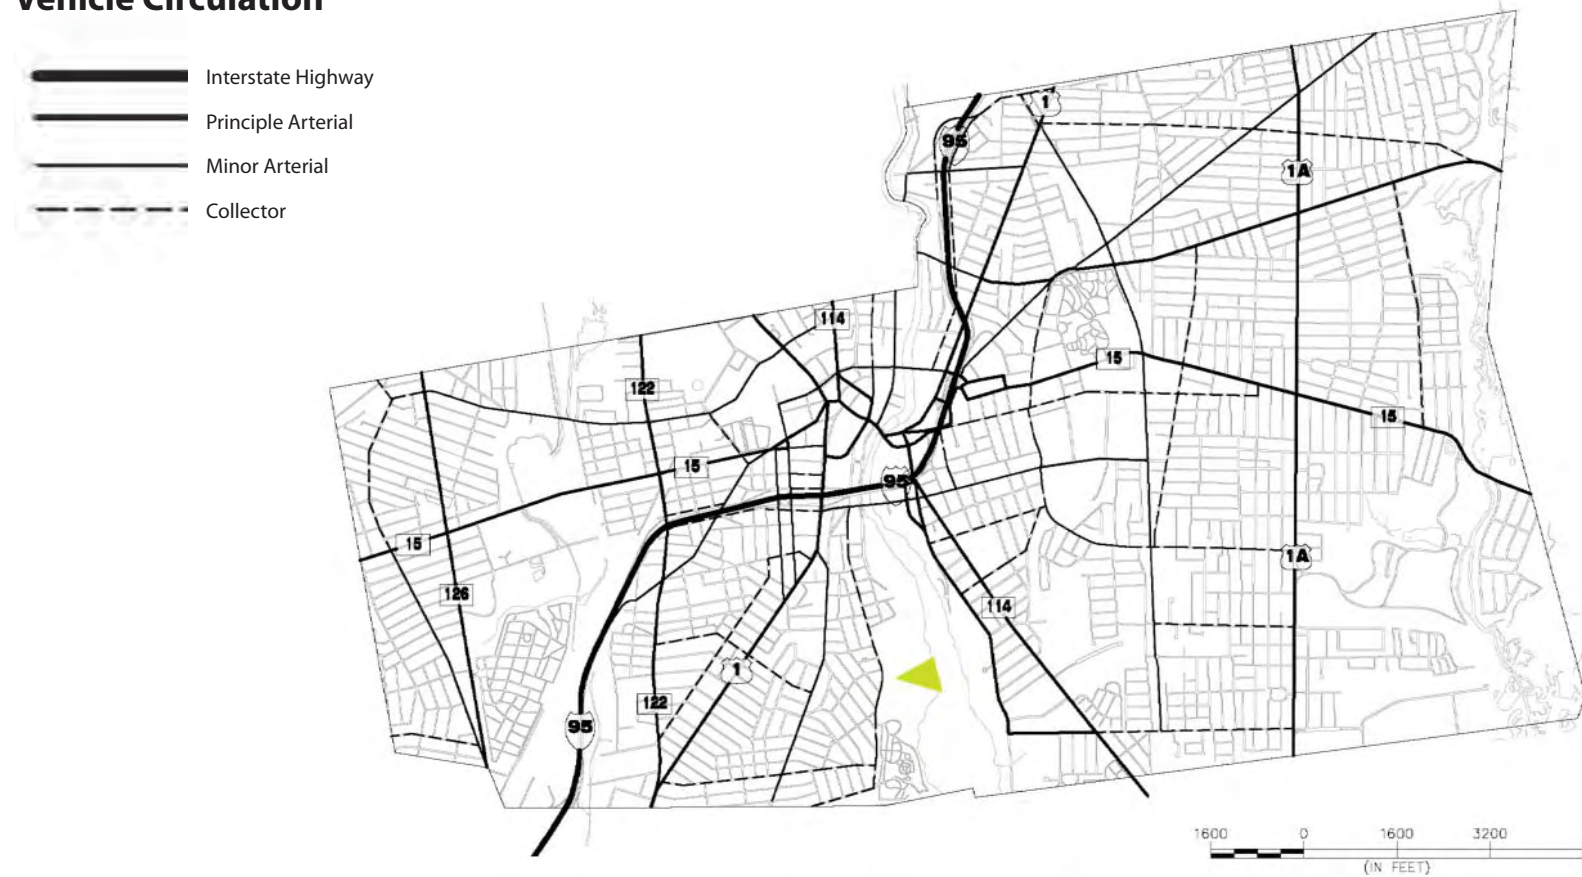 Vehicle Circulation
Interstate Highway
Principle Arterial
Minor Arterial
Collector
1
95
1A
114
122
15
15
15
95
15
1A
126
114
1
122
95
1600 0 1600 3200
(IN FEET)